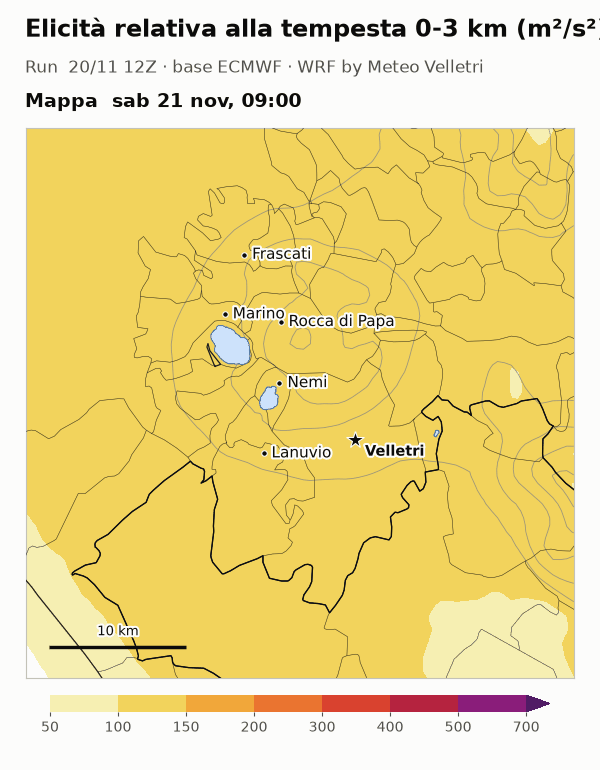 Elicità relativa alla tempesta 0-3 km (m²/s²)
Run 20/11 12Z · base ECMWF · WRF by Meteo Velletri
Mappa sab 21 nov, 09:00
Frascati
Marino
Rocca di Papa
Nemi
Velletri
Lanuvio
10 km
50 100 150 200 300 400 500 700